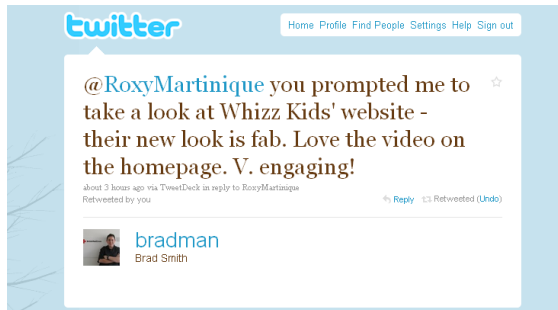 twitter
Home Profile Find People Settings Help Sign out
@RoxyMartinique you prompted me to
take a look at Whizz Kids' website -
their new look is fab. Love the video on
the homepage. V. engaging!
about 3 hours ago via TweetDeck in reply to RoxyMartinique
Retweeted by you
Reply Retweeted (Undo)
bradman
Brad Smith